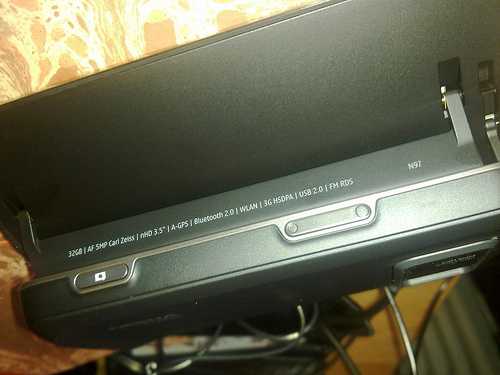 32GB | AF 5MP Carl Zeiss | nHD 3.5" | A-GPS | Bluetooth 2.0 | WLAN | 3G HSDPA | USB 2.0 | FM RDS
N97